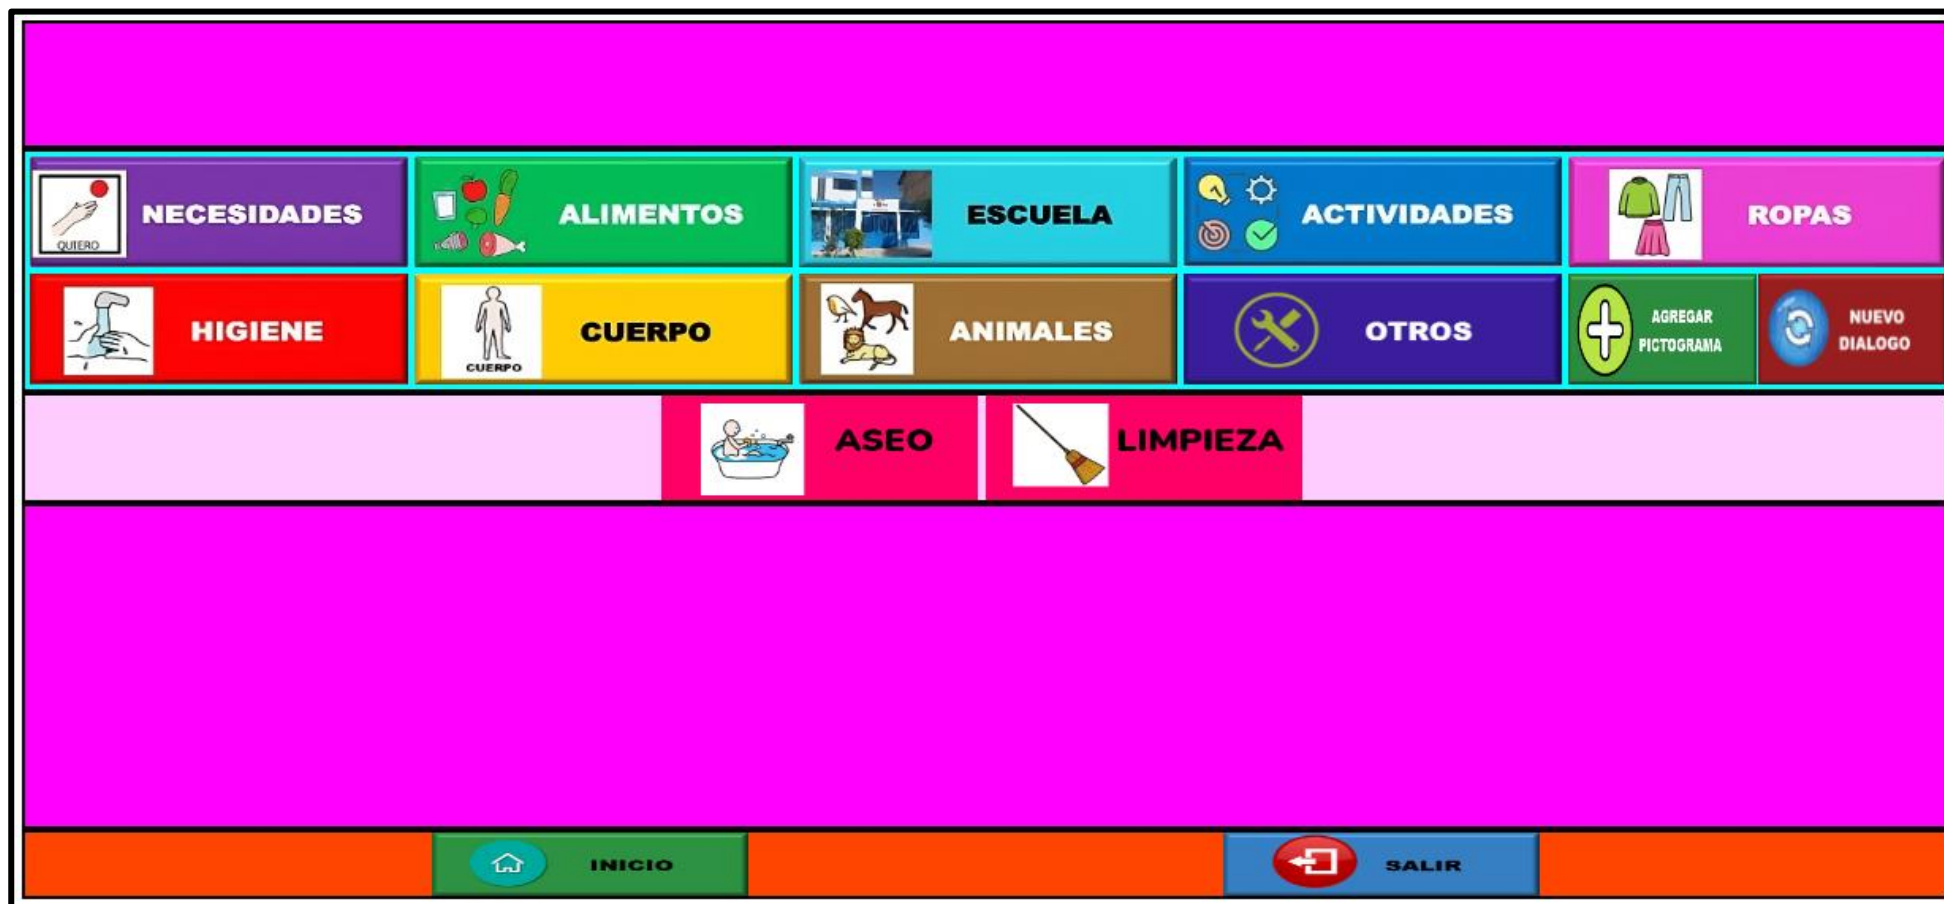 NECESIDADES
QUIERO
ALIMENTOS
ESCUELA
ACTIVIDADES
ROPAS
HIGIENE
CUERPO
CUERPO
ANIMALES
OTROS
AGREGAR
PICTOGRAMA
NUEVO
DIALOGO
ASEO
LIMPIEZA
INICIO
SALIR